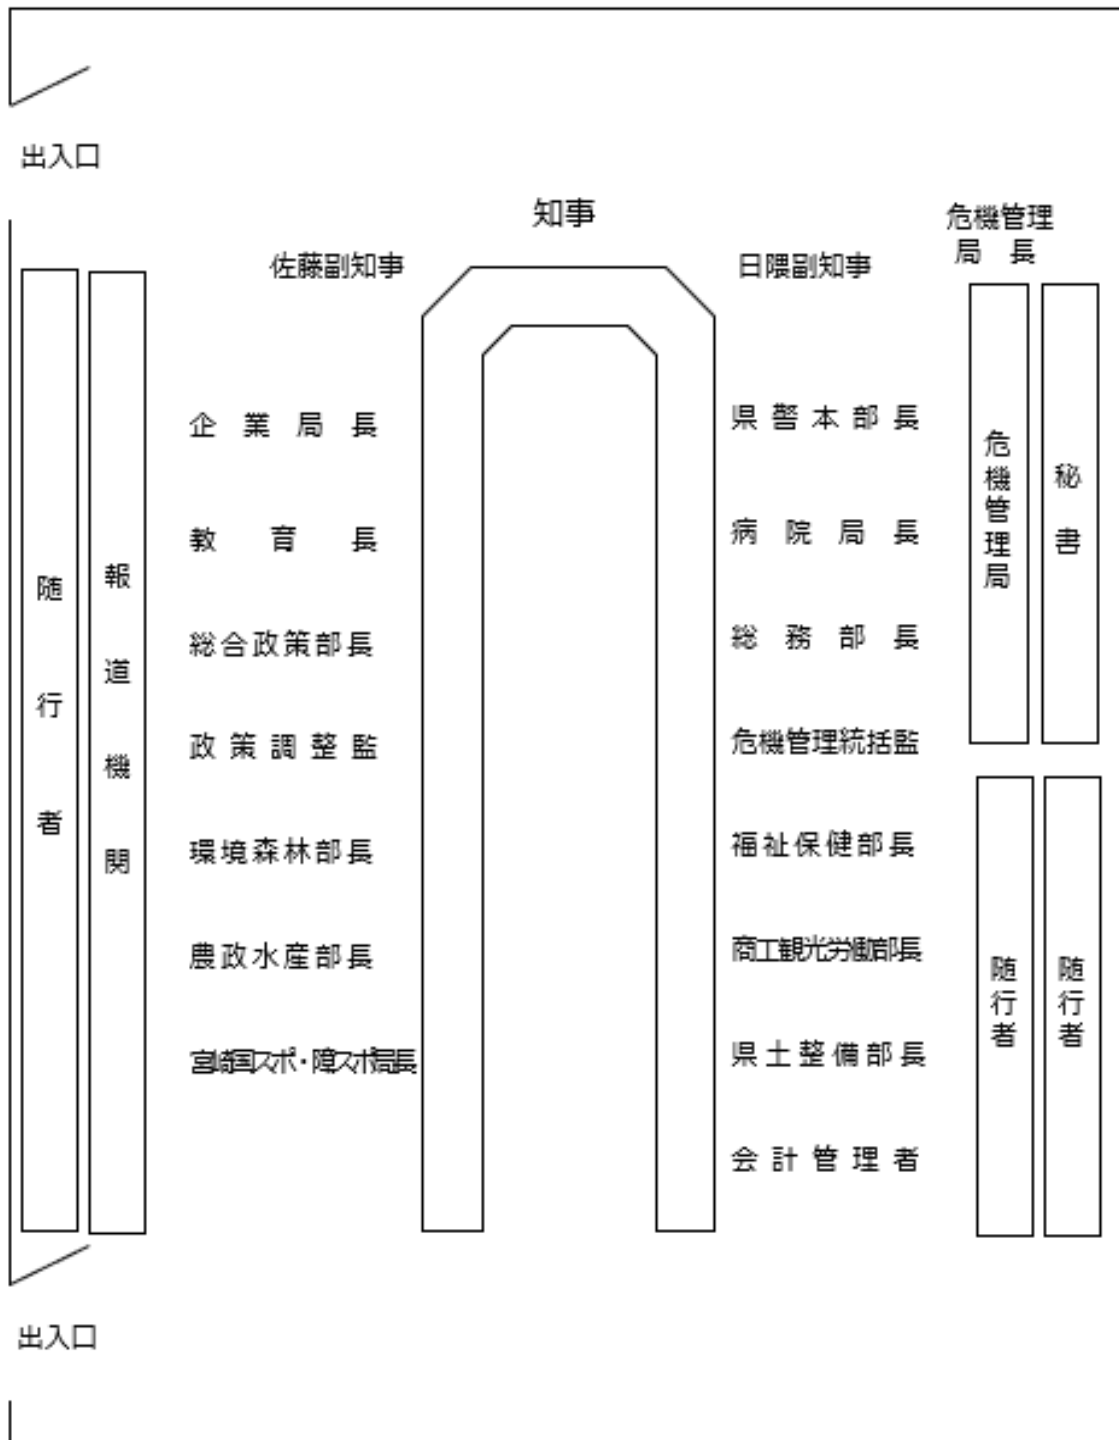 出入口
知事
危機管理
局長
佐藤副知事
日隈副知事
企業局長
県警本部長
教育長
病院局長
総合政策部長
総務部長
政策調整監
危機管理統括監
環境森林部長
福祉保健部長
農政水産部長
商工観光労働部長
宮崎国スポ・障スポ局長
県土整備部長
会計管理者
随行者
報道機関
危機管理局
秘書
随行者
随行者
出入口